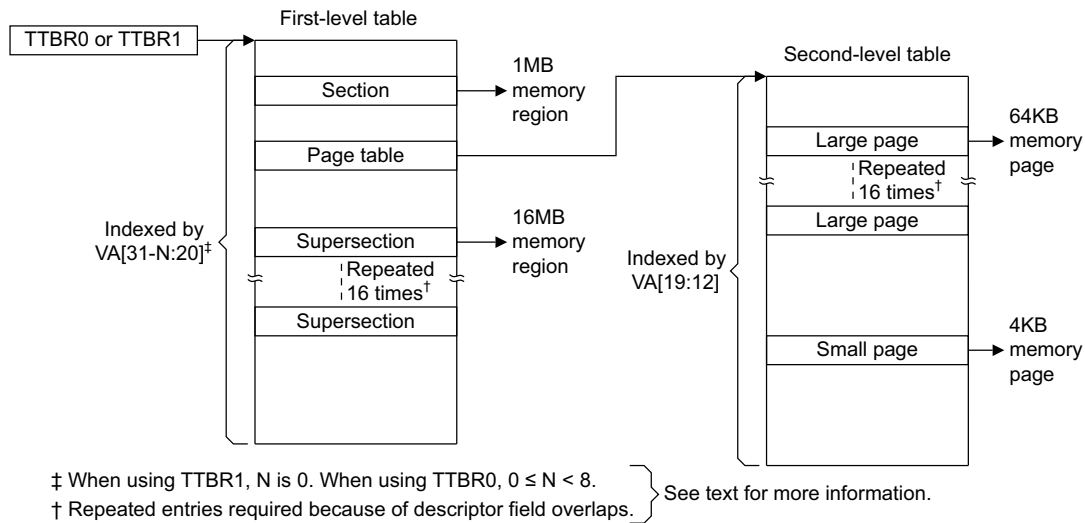 First-level table
TTBR0 or TTBR1
Section
1MB
memory
region
Page table
Indexed by
VA[31-N:20]‡
Supersection
16MB
memory
region
Repeated
16 times†
Supersection
Second-level table
Large page
64KB
memory
page
Repeated
16 times†
Large page
Indexed by
VA[19:12]
Small page
4KB
memory
page
‡ When using TTBR1, N is 0. When using TTBR0, 0 ≤ N < 8.
† Repeated entries required because of descriptor field overlaps.
See text for more information.